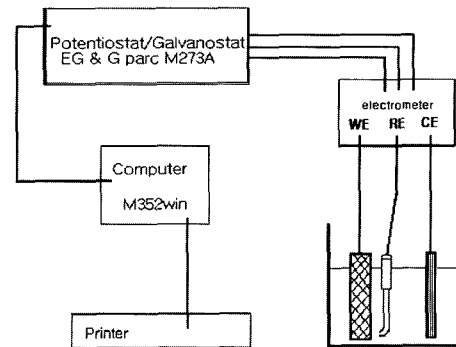 Potentiostat/Galvanostat
EG & G parc M273A
electrometer
WE RE CE
Computer
M352win
Printer